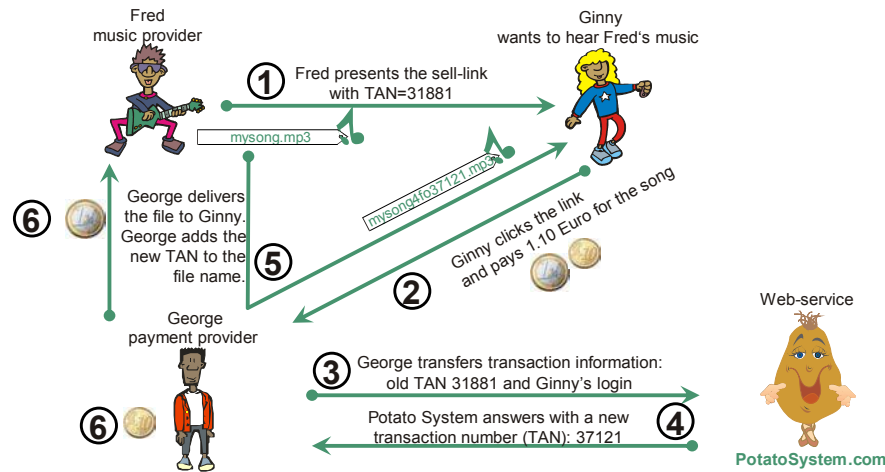 Fred
music provider
Ginny
wants to hear Fred's music
1
Fred presents the sell-link
with TAN=31881
mysong.mp3
mysong4fo37121.mp3
6
George delivers
the file to Ginny.
George adds the
new TAN to the
file name.
5
2
Ginny clicks the link
and pays 1.10 Euro for the song
George
payment provider
Web-service
3
George transfers transaction information:
old TAN 31881 and Ginny's login
6
Potato System answers with a new
transaction number (TAN): 37121
4
PotatoSystem.com